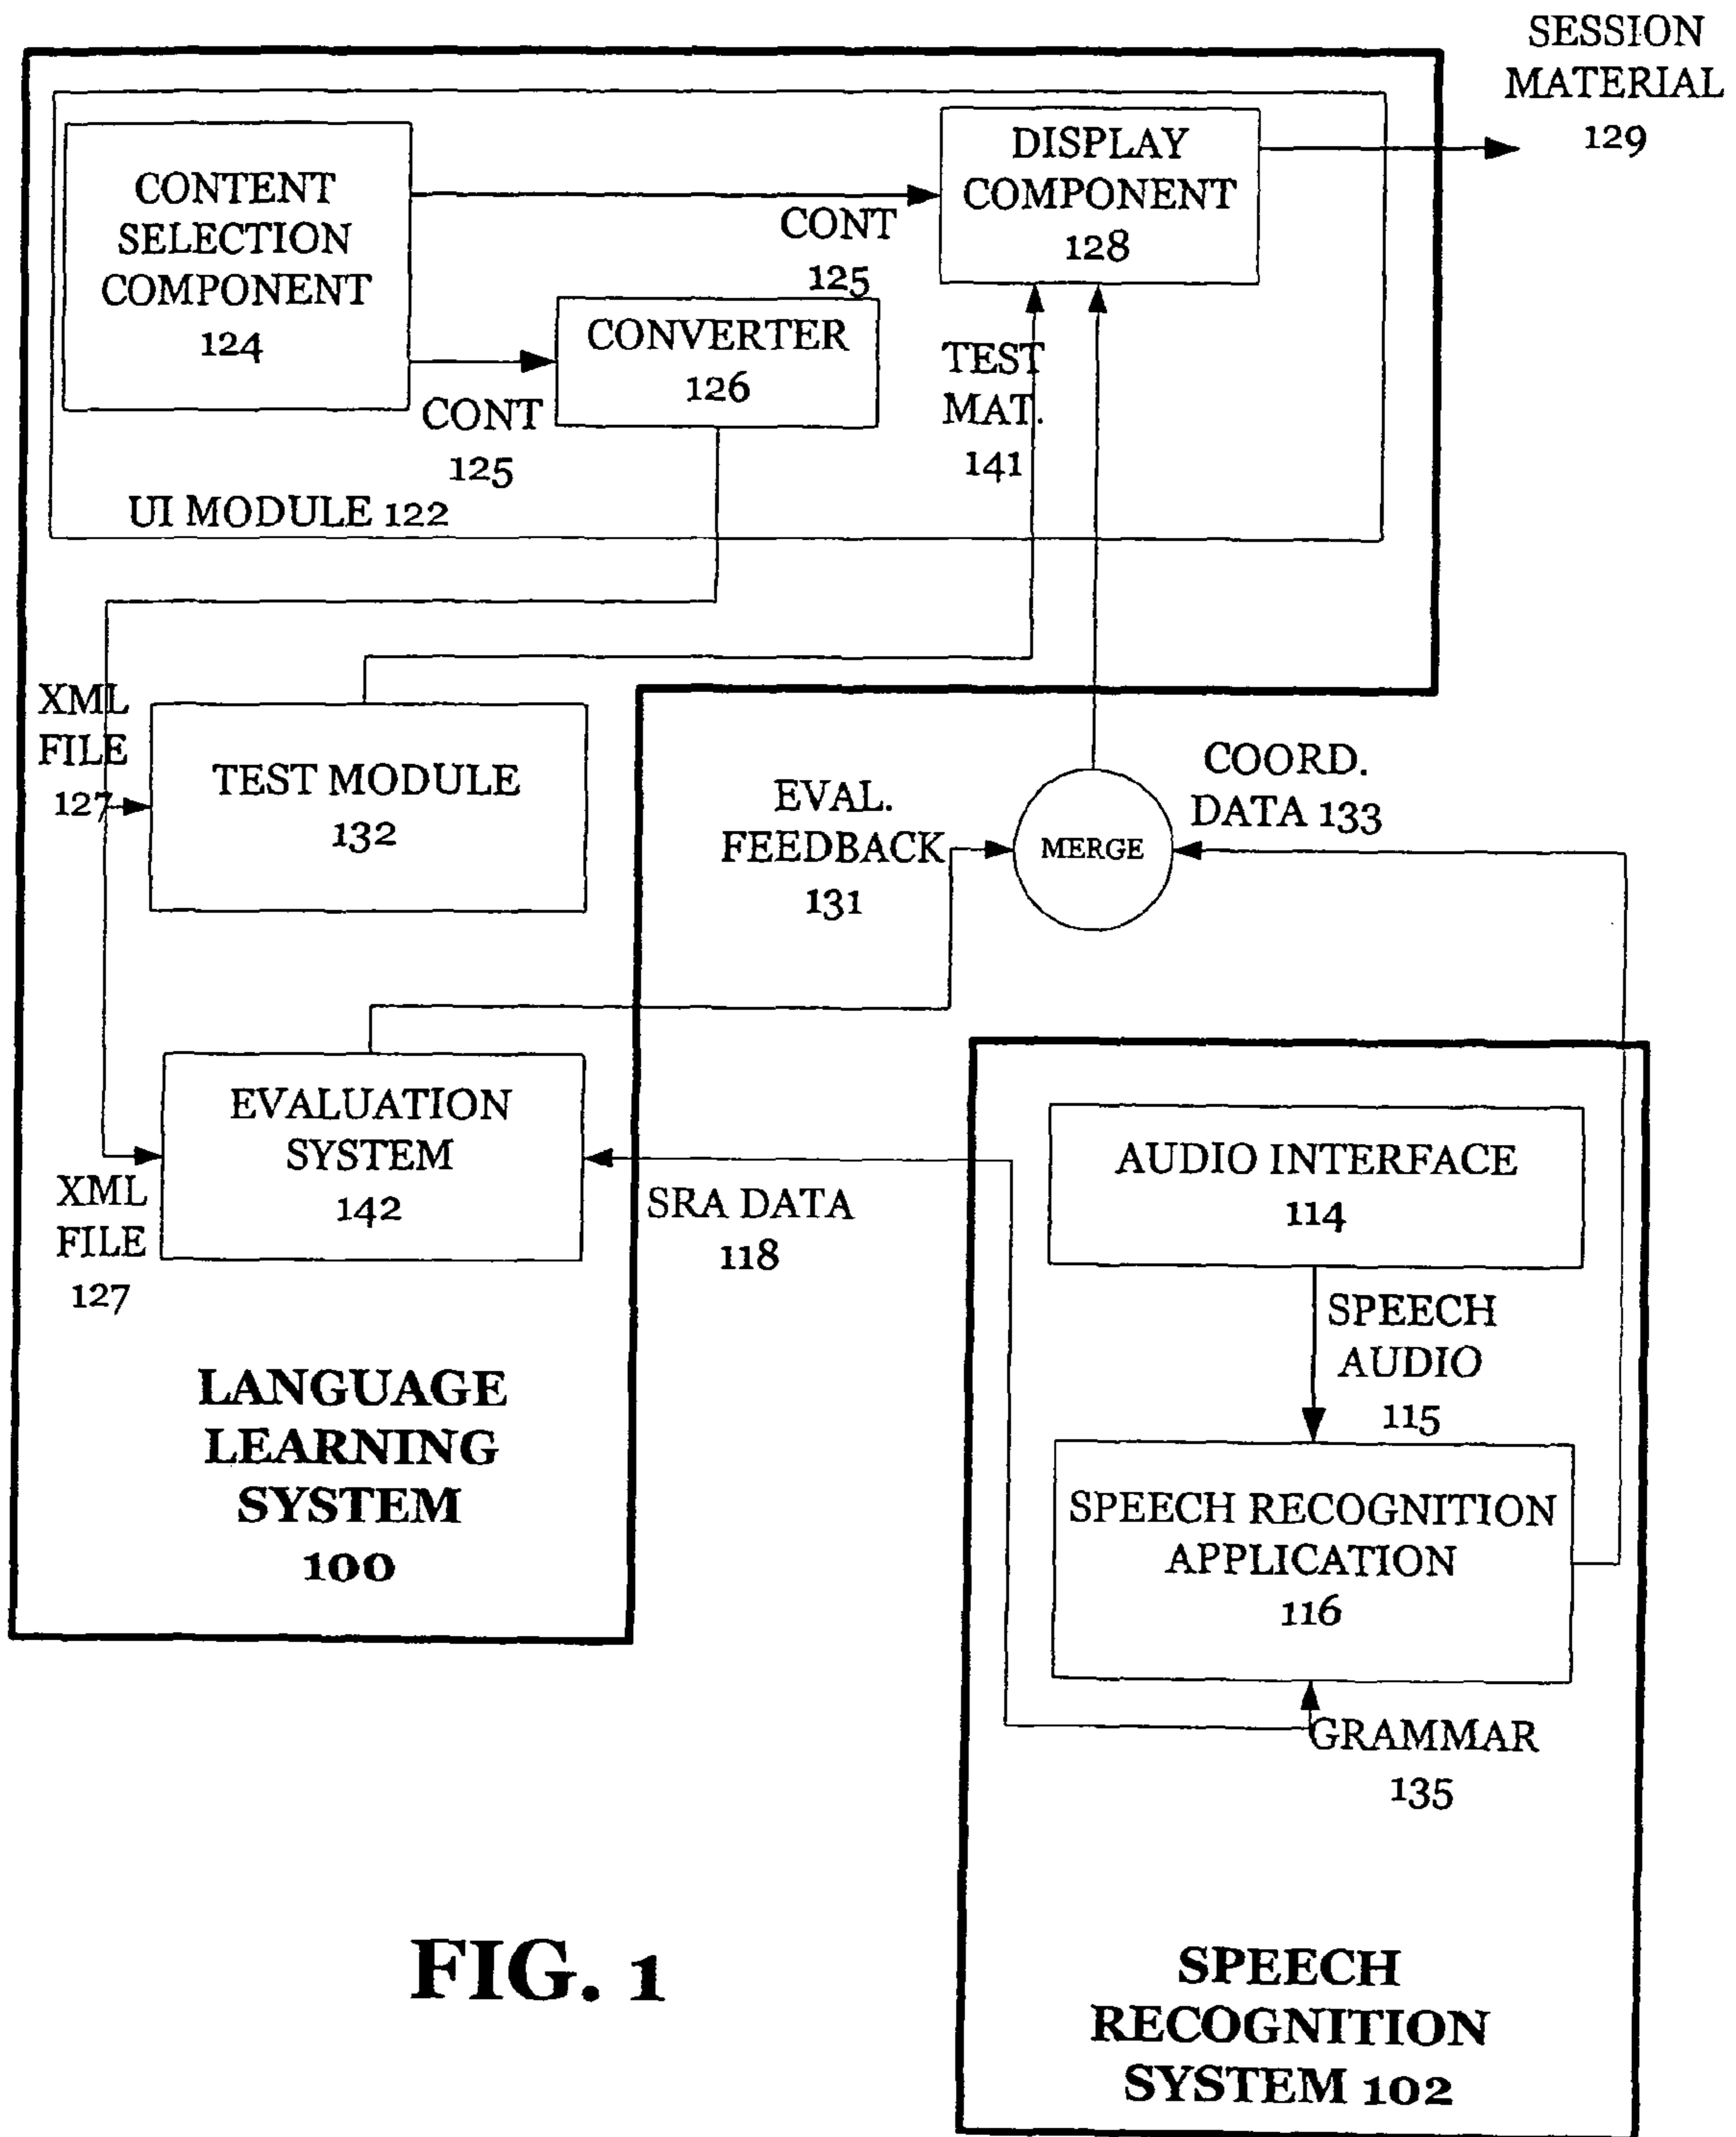 SESSION
MATERIAL
129
CONTENT
SELECTION
COMPONENT
124
DISPLAY
COMPONENT
128
CONT
125
CONVERTER
126
CONT
125
TEST
MAT.
141
UI MODULE 122
XML
FILE
127
TEST MODULE
132
EVAL.
FEEDBACK
131
MERGE
COORD.
DATA 133
EVALUATION
SYSTEM
142
XML
FILE
127
SRA DATA
118
AUDIO INTERFACE
114
SPEECH
AUDIO
115
SPEECH RECOGNITION
APPLICATION
116
GRAMMAR
135
LANGUAGE
LEARNING
SYSTEM
100
FIG. 1
SPEECH
RECOGNITION
SYSTEM 102